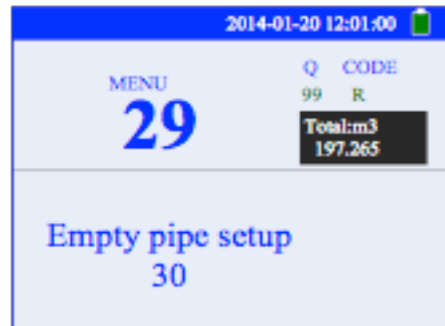 2014-01-20 12:01:00
MENU
29
Q CODE
99 R
Total:m3
197.265
Empty pipe setup
30